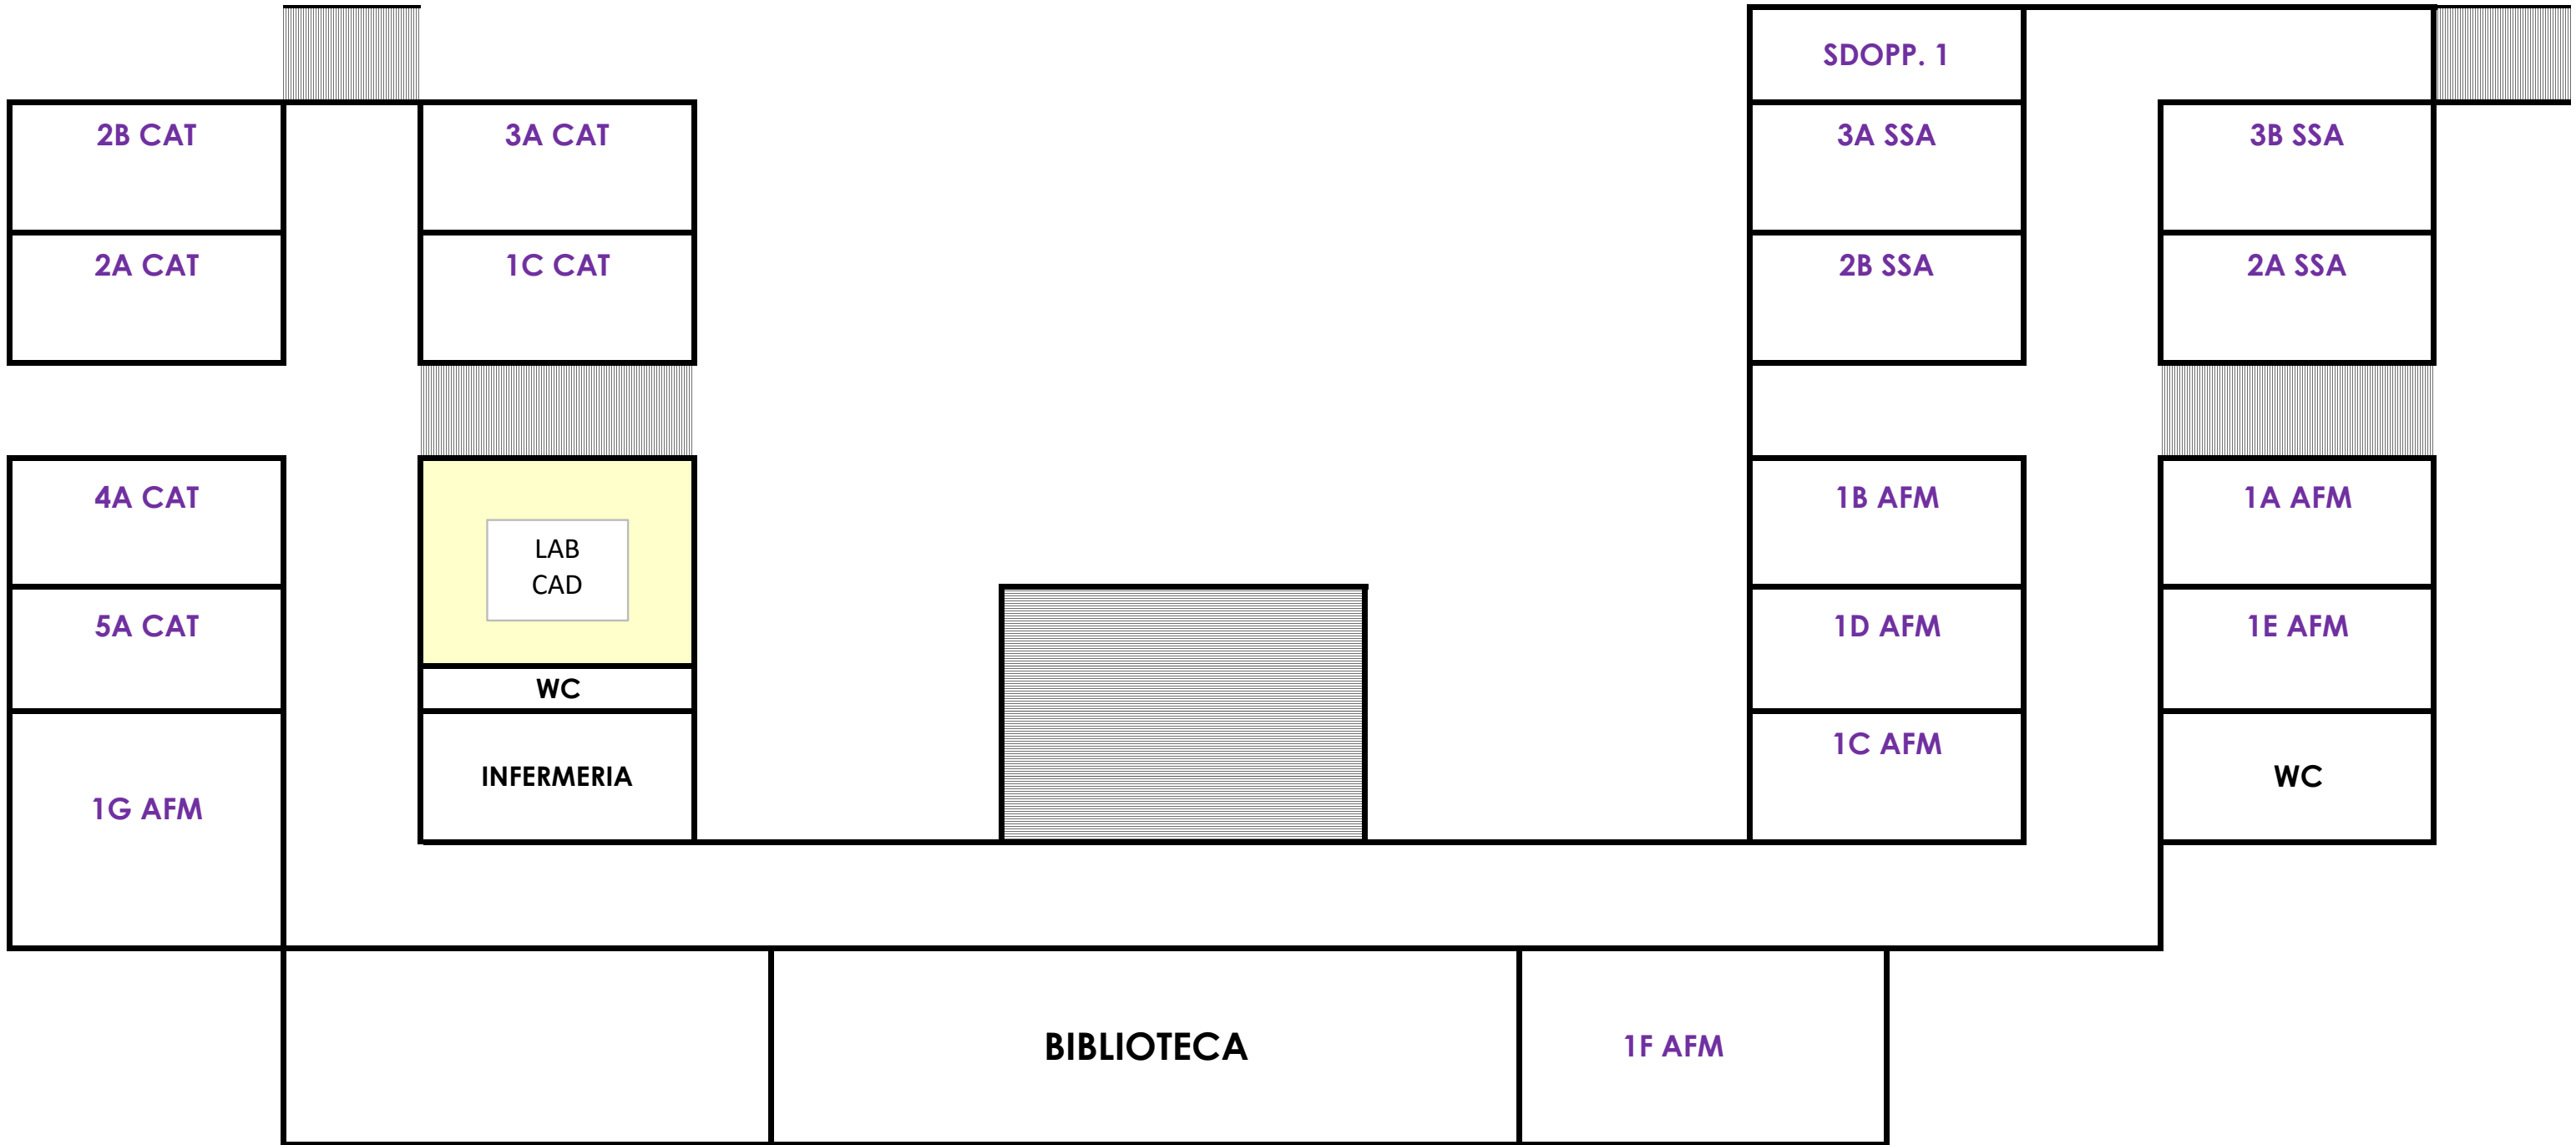 SDOPP. 1
2B CAT
3A CAT
3A SSA
3B SSA
2A CAT
1C CAT
2B SSA
2A SSA
4A CAT
LAB
CAD
1B AFM
1A AFM
5A CAT
1D AFM
1E AFM
WC
1C AFM
INFERMERIA
WC
1G AFM
BIBLIOTECA
1F AFM